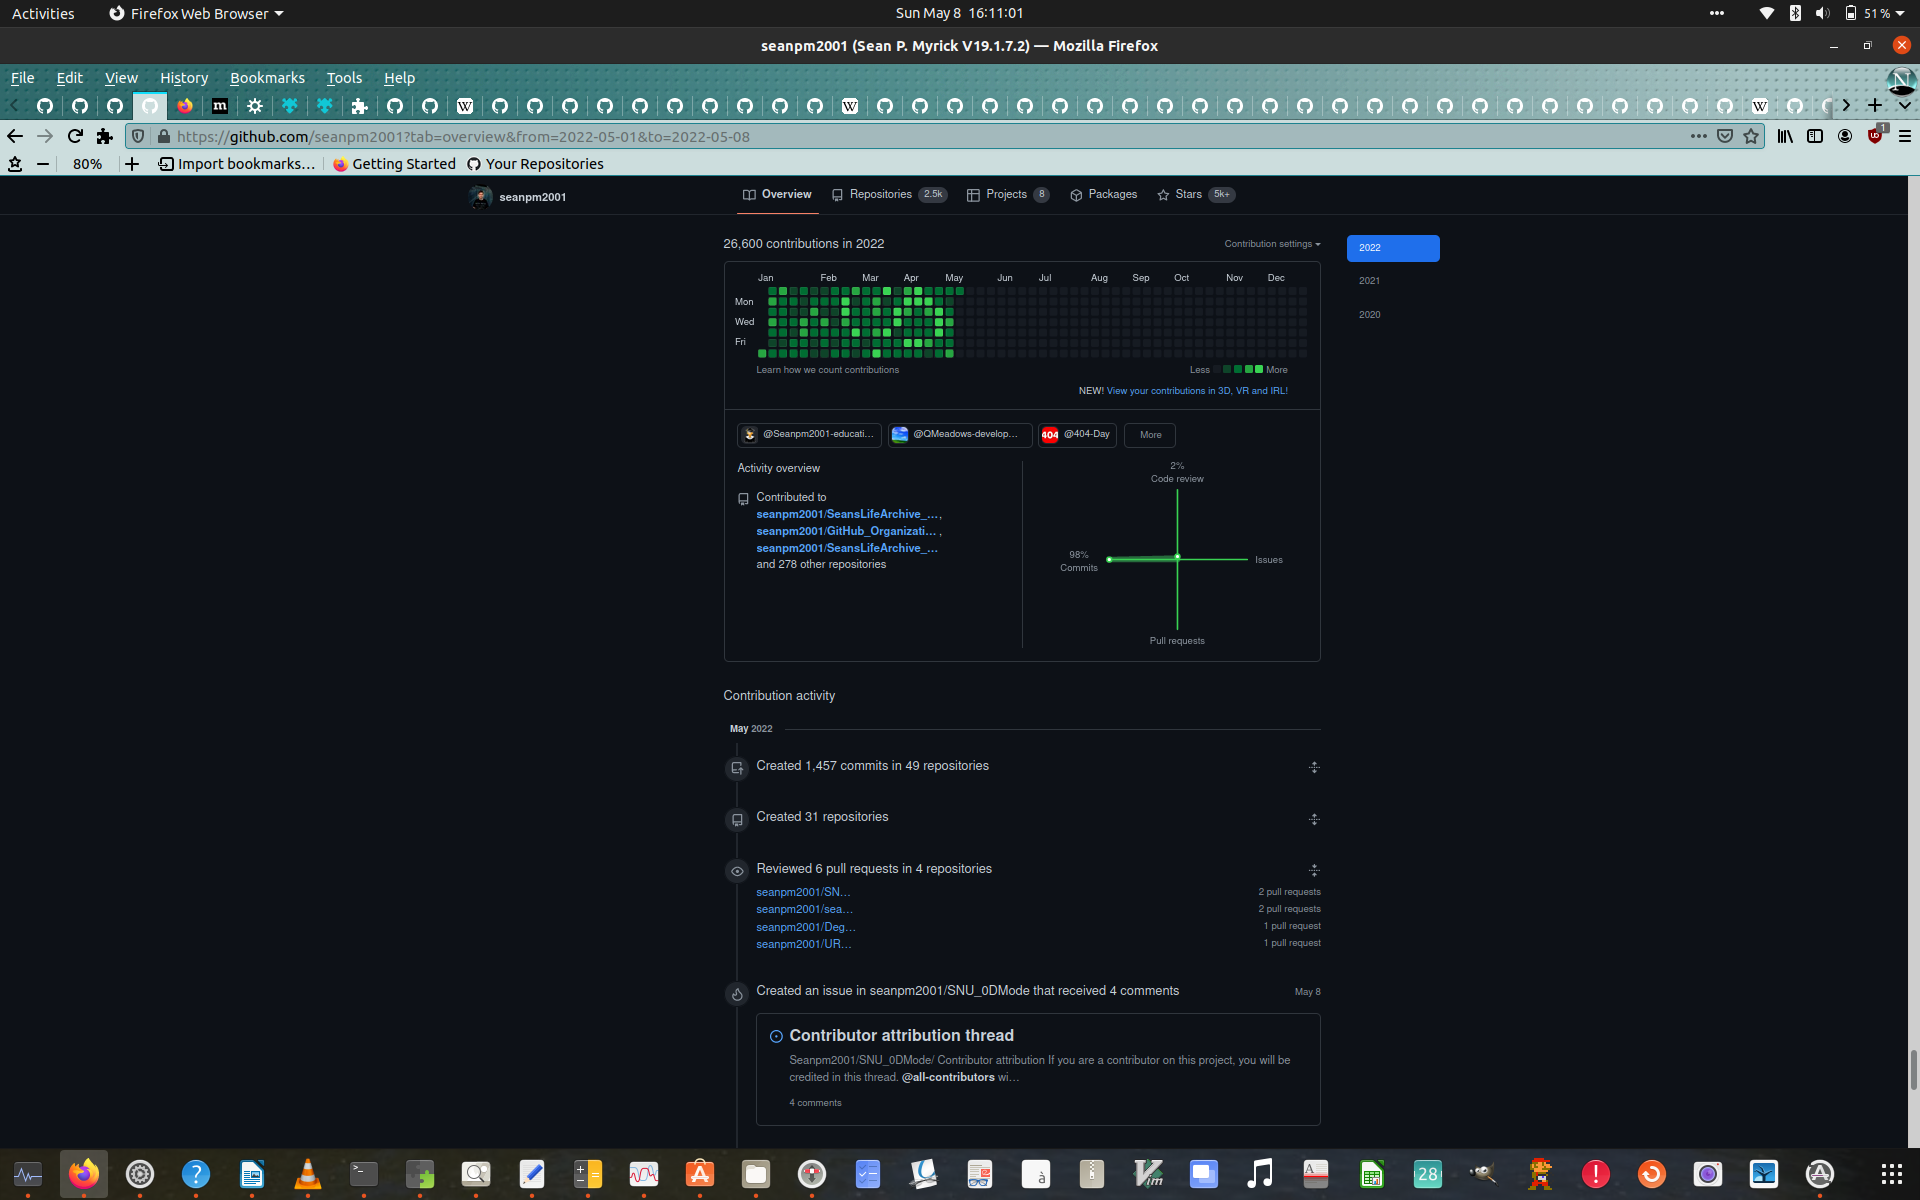 Activities
Firefox Web Browser
Sun May 8 16:11:01
51 %
seanpm2001 (Sean P. Myrick V19.1.7.2) — Mozilla Firefox
File Edit View History Bookmarks Tools Help
https://github.com/seanpm2001?tab=overview&from=2022-05-01&to=2022-05-08
80%
Import bookmarks…
Getting Started
Your Repositories
seanpm2001
Overview
Repositories 2.5k
Projects 8
Packages
Stars 5k+
26,600 contributions in 2022
Contribution settings
2022
2021
2020
Jan Feb Mar Apr May Jun Jul Aug Sep Oct Nov Dec
Mon
Wed
Fri
Learn how we count contributions
Less More
NEW! View your contributions in 3D, VR and IRL!
@Seanpm2001-educati…
@QMeadows-develop…
404 @404-Day
More
Activity overview
Contributed to
seanpm2001/SeansLifeArchive_…,
seanpm2001/GitHub_Organizati… ,
seanpm2001/SeansLifeArchive_…
and 278 other repositories
2%
Code review
98%
Commits
Issues
Pull requests
Contribution activity
May 2022
Created 1,457 commits in 49 repositories
Created 31 repositories
Reviewed 6 pull requests in 4 repositories
seanpm2001/SN… 2 pull requests
seanpm2001/sea… 2 pull requests
seanpm2001/Deg… 1 pull request
seanpm2001/UR… 1 pull request
Created an issue in seanpm2001/SNU_0DMode that received 4 comments
May 8
Contributor attribution thread
Seanpm2001/SNU_0DMode/ Contributor attribution If you are a contributor on this project, you will be
credited in this thread. @all-contributors wi…
4 comments
28